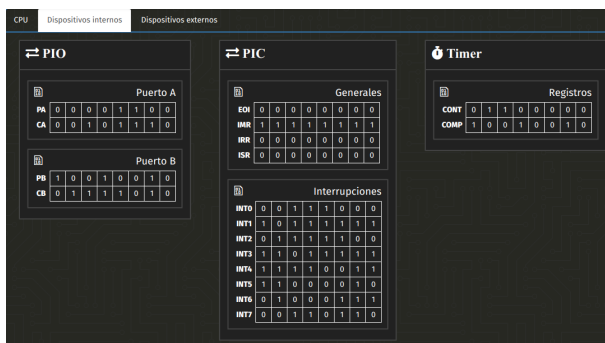 CPU Dispositivos internos Dispositivos externos
PIO
Puerto A
PA 0 0 0 0 1 1 0 0
CA 0 0 1 0 1 1 1 0
Puerto B
PB 1 0 0 1 0 0 1 0
CB 0 1 1 1 1 0 1 0
PIC
Generales
EOI 0 0 0 0 0 0 0 0
IMR 1 1 1 1 1 1 1 1
IRR 0 0 0 0 0 0 0 0
ISR 0 0 0 0 0 0 0 0
Interrupciones
INT0 0 0 1 1 1 0 0 0
INT1 1 0 1 1 1 1 1 1
INT2 0 1 1 1 1 1 0 0
INT3 1 1 0 1 1 1 1 1
INT4 1 1 1 1 0 0 1 1
INT5 1 1 0 0 0 0 1 0
INT6 0 1 0 0 0 1 1 1
INT7 0 0 1 1 0 1 1 0
Timer
Registros
CONT 0 1 1 0 0 0 0 0
COMP 1 0 0 1 0 0 1 0